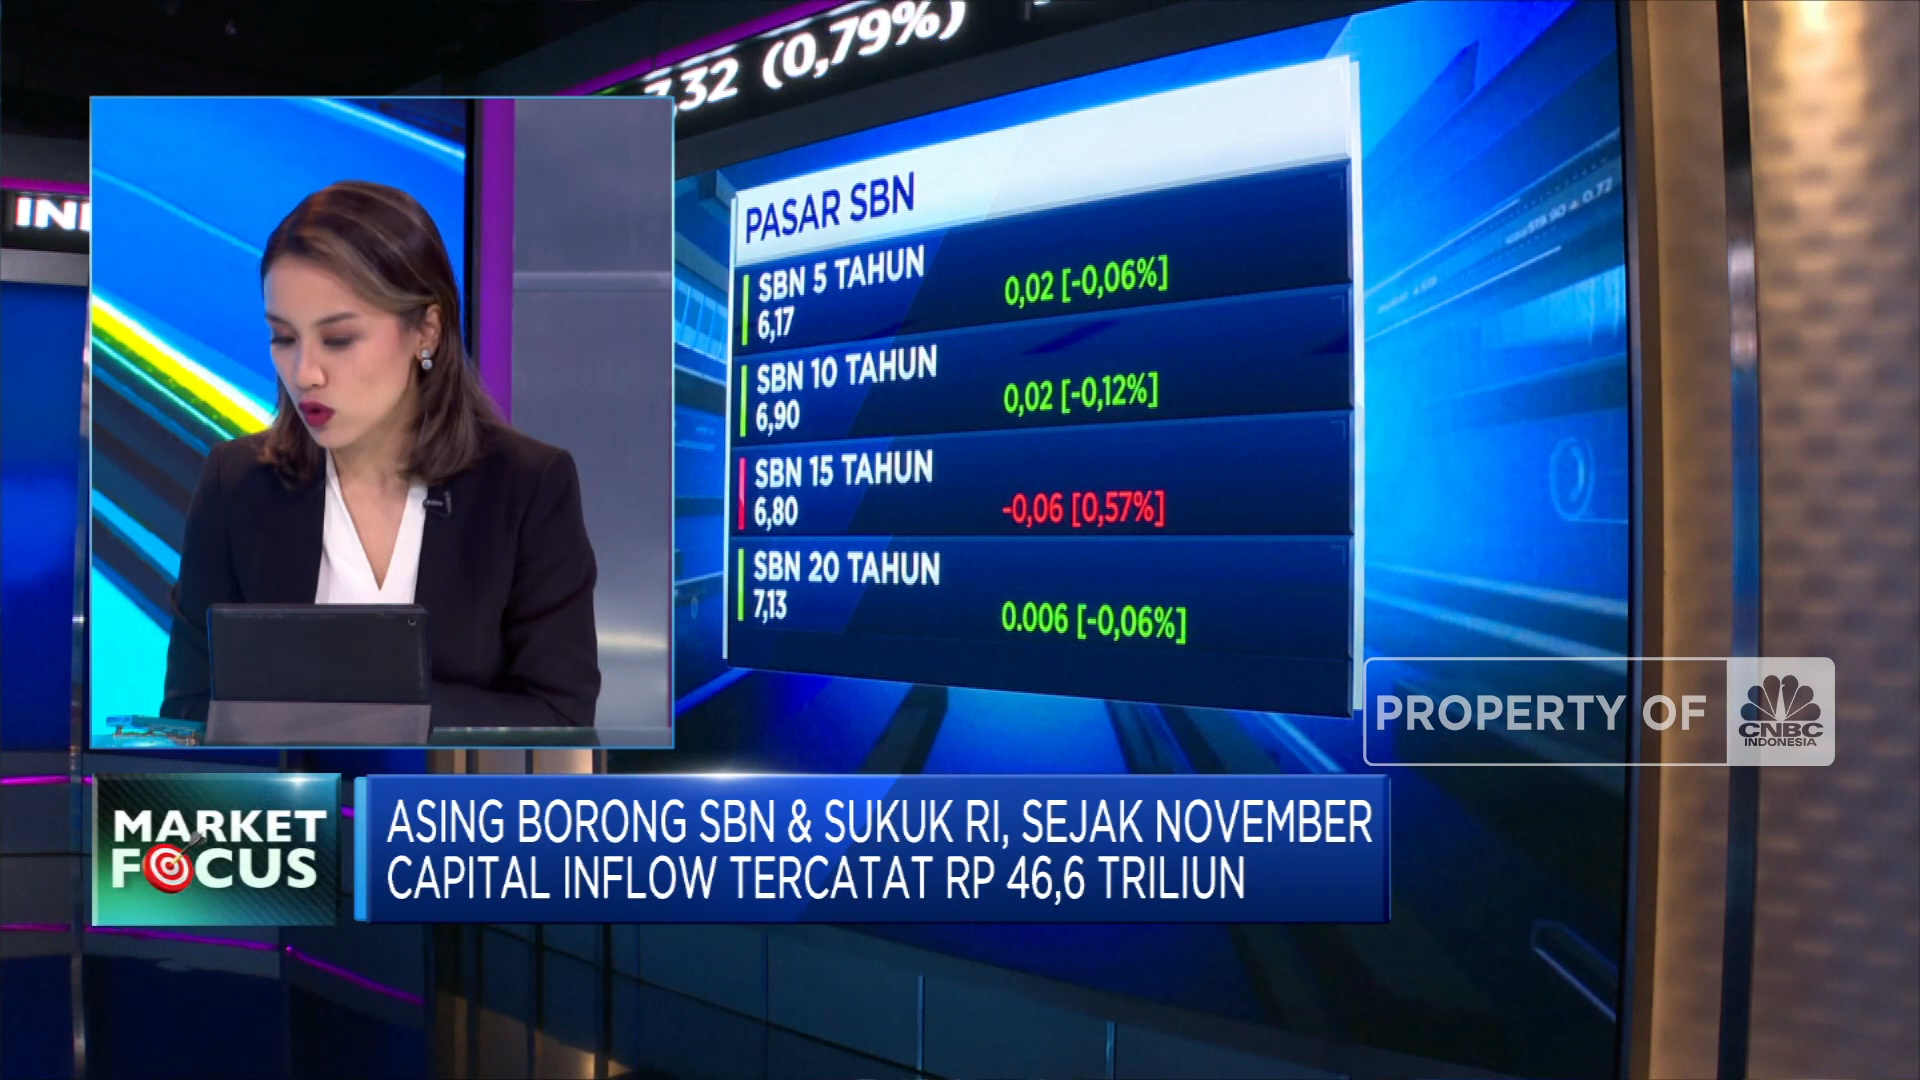 ,32 (0,79%)
PASAR SBN
SBN 5 TAHUN
6,17
0,02 [-0,06%]
SBN 10 TAHUN
6,90
0,02 [-0,12%]
SBN 15 TAHUN
6,80
-0,06 [0,57%]
SBN 20 TAHUN
7,13
0.006 [-0,06%]
PROPERTY OF
CNBC
INDONESIA
MARKET
FOCUS
ASING BORONG SBN & SUKUK RI, SEJAK NOVEMBER
CAPITAL INFLOW TERCATAT RP 46,6 TRILIUN